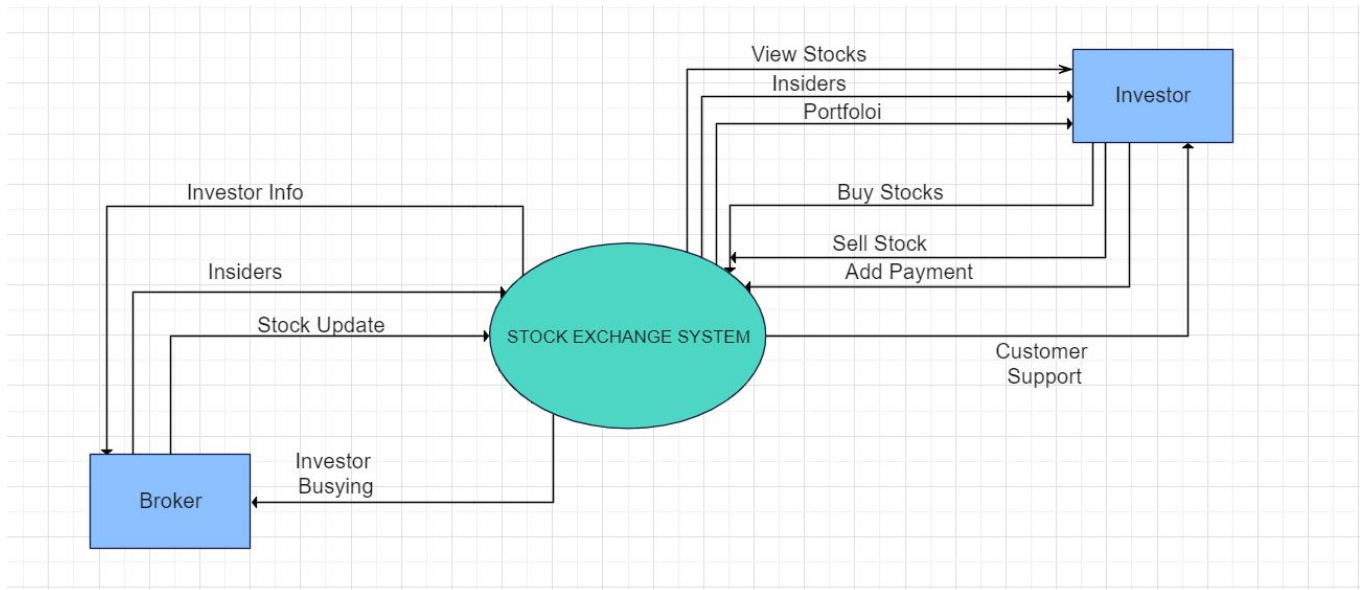 View Stocks
Insiders
Portfoloi
Investor
Investor Info
Buy Stocks
Sell Stock
Insiders
Add Payment
Stock Update
STOCK EXCHANGE SYSTEM
Customer
Support
Investor
Busying
Broker